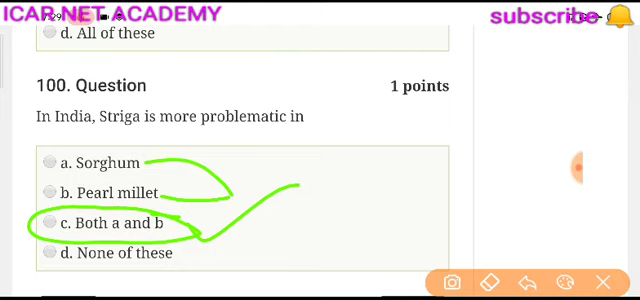 ICAR NET ACADEMY
subscribe
d. All of these
100. Question
1 points
In India, Striga is more problematic in
a. Sorghum
b. Pearl millet
c. Both a and b
d. None of these